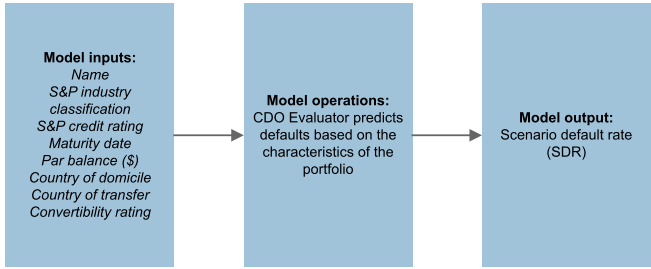 Model inputs:
Name
S&P industry
classification
S&P credit rating
Maturity date
Par balance ($)
Country of domicile
Country of transfer
Convertibility rating
Model operations:
CDO Evaluator predicts
defaults based on the
characteristics of the
portfolio
Model output:
Scenario default rate
(SDR)